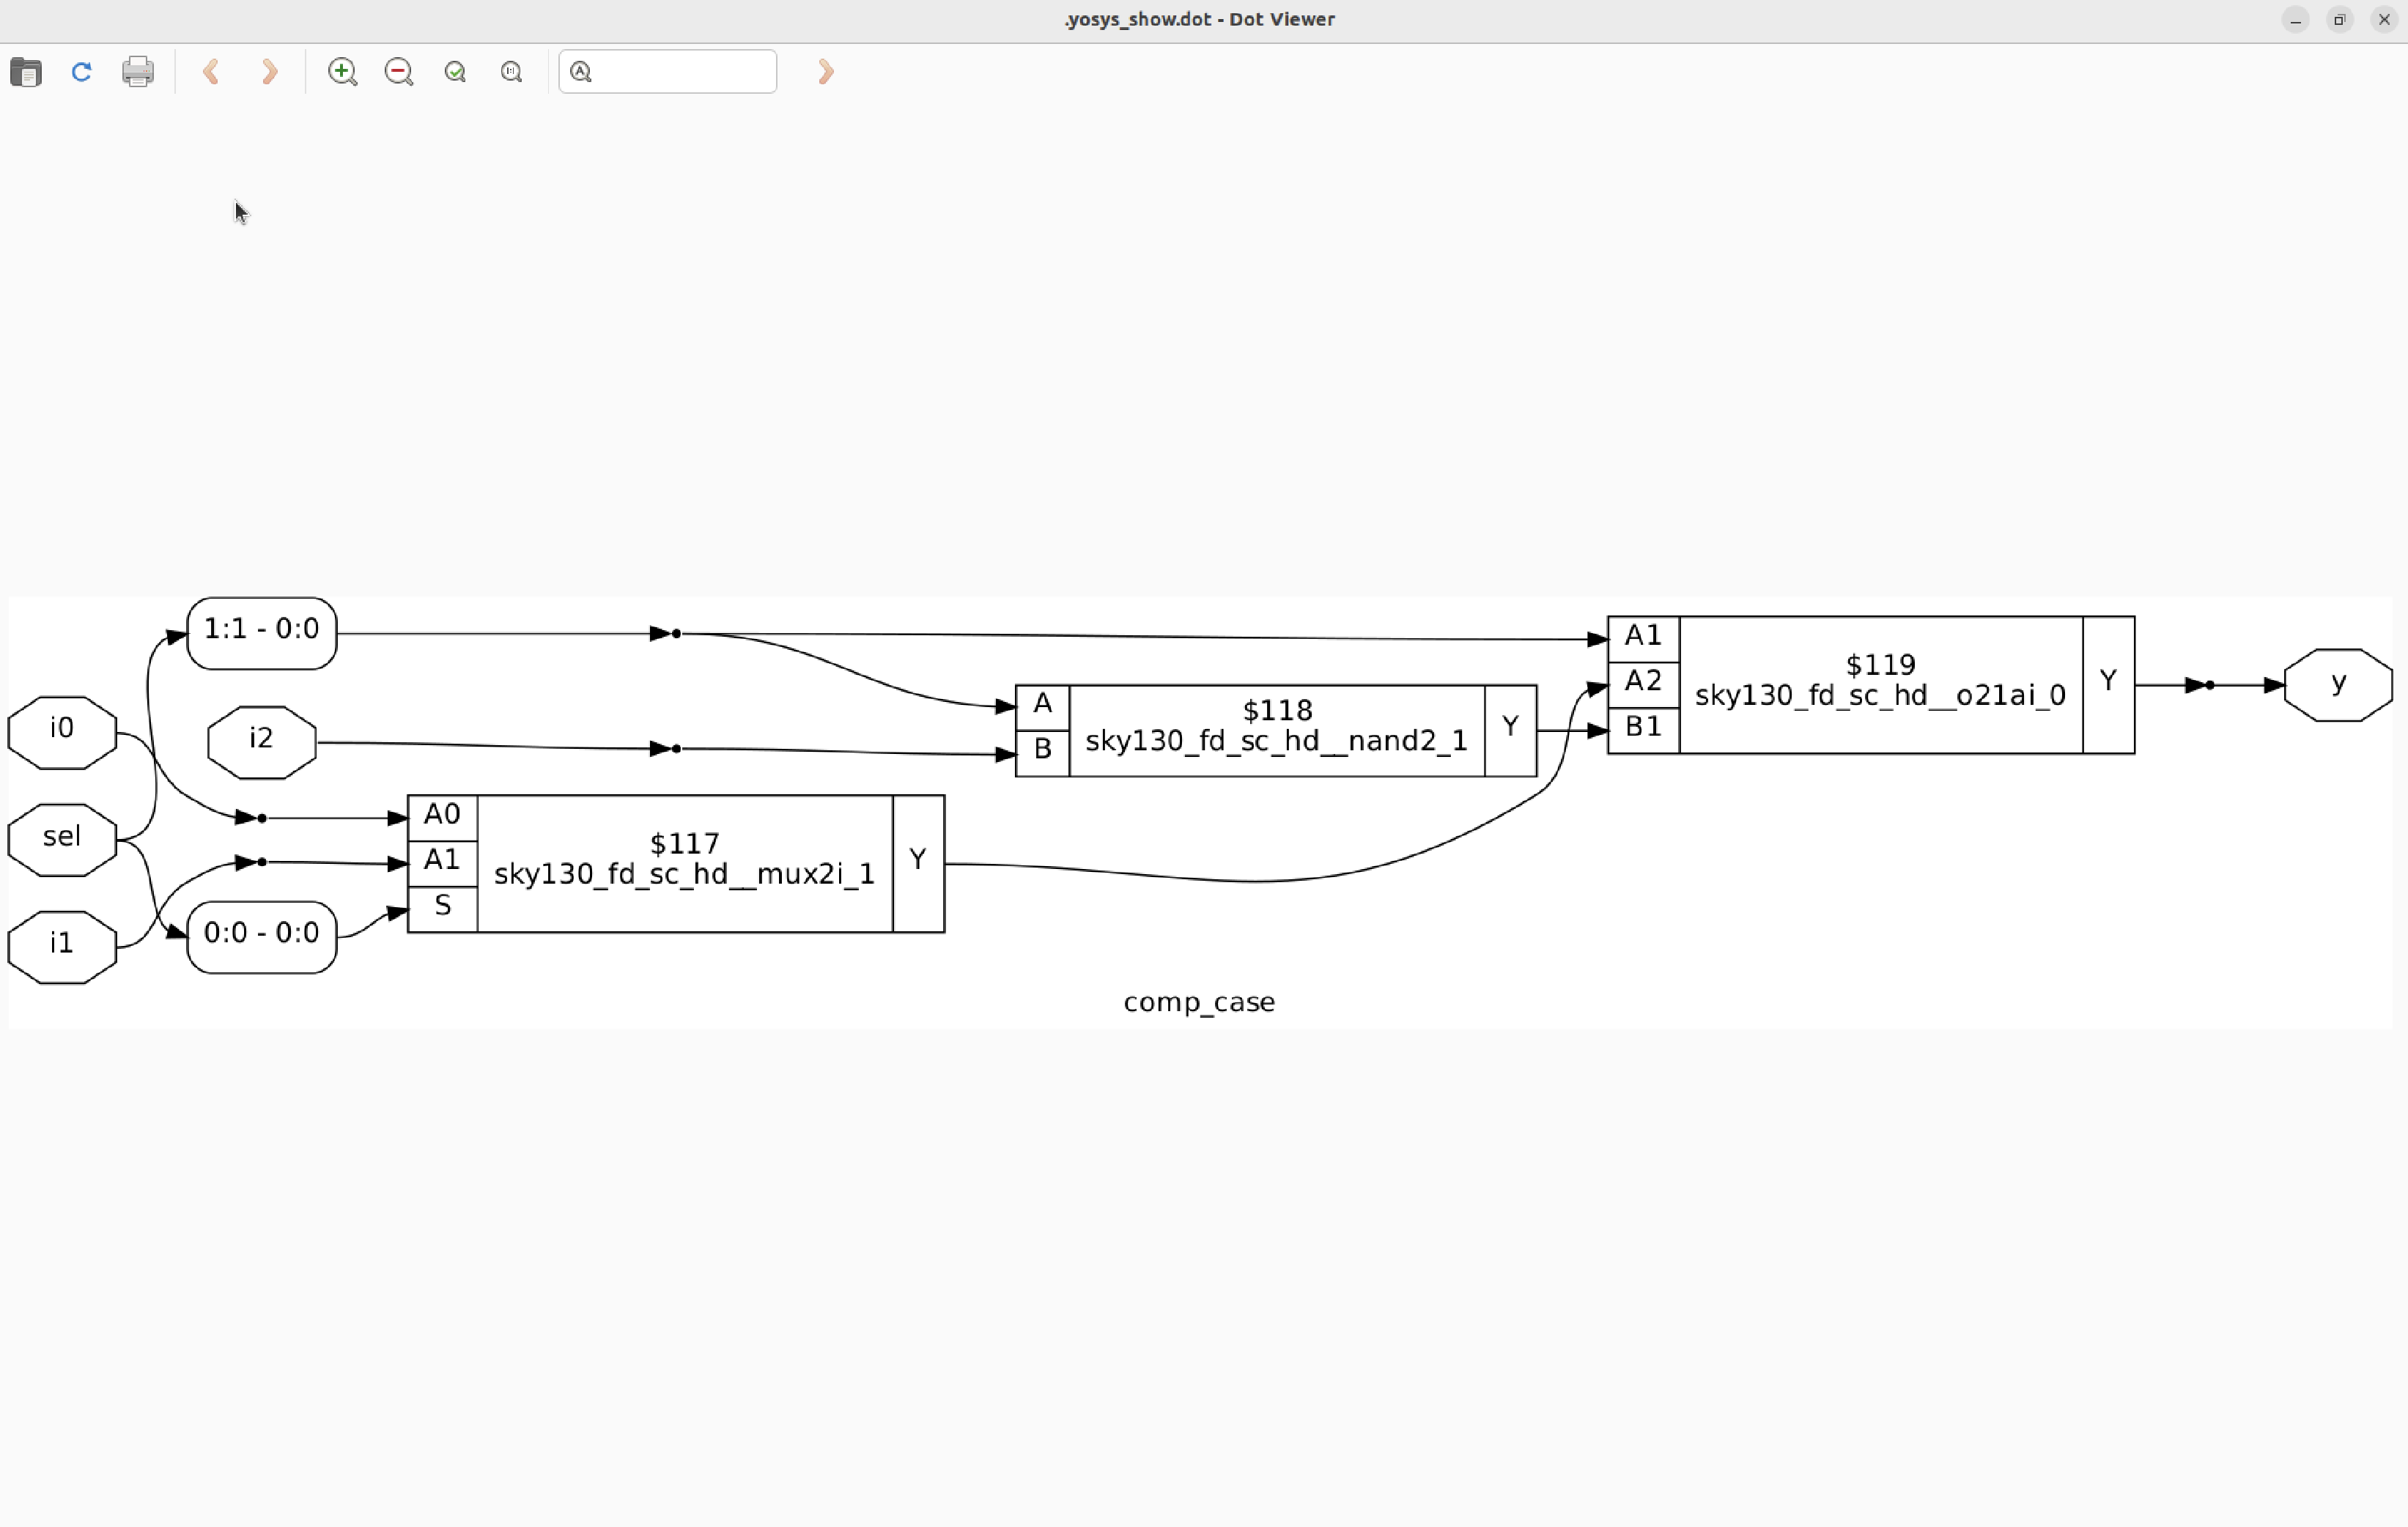 .yosys_show.dot - Dot Viewer
1:1 - 0:0
i0
i2
sel
i1
0:0 - 0:0
A0
A1
S
$117
sky130_fd_sc_hd__mux2i_1
Y
A
B
$118
sky130_fd_sc_hd__nand2_1
Y
A1
A2
B1
$119
sky130_fd_sc_hd__o21ai_0
Y
y
comp_case